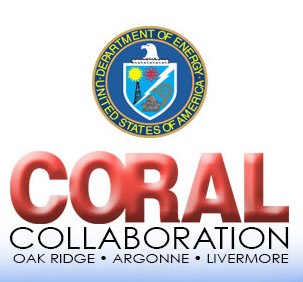 DEPARTMENT OF ENERGY
UNITED STATES OF AMERICA
CORAL
COLLABORATION
OAK RIDGE • ARGONNE • LIVERMORE